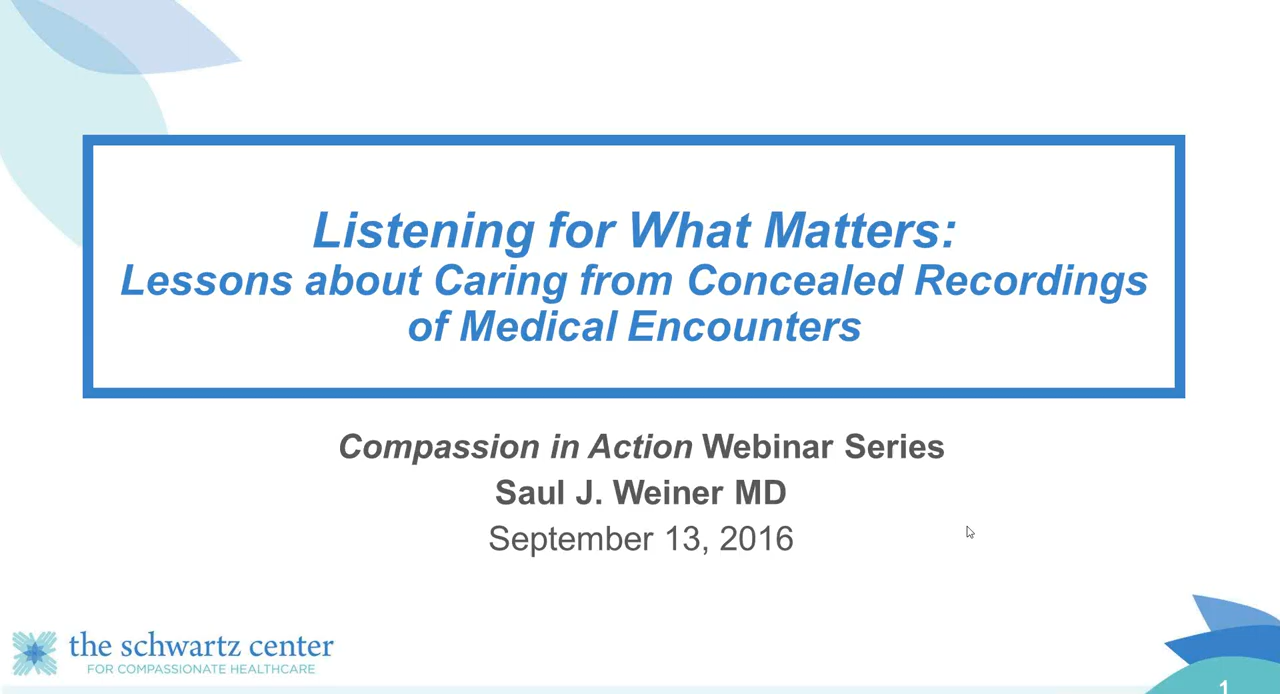 Listening for What Matters:
Lessons about Caring from Concealed Recordings
of Medical Encounters
Compassion in Action Webinar Series
Saul J. Weiner MD
September 13, 2016
the schwartz center
FOR COMPASSIONATE HEALTHCARE
1